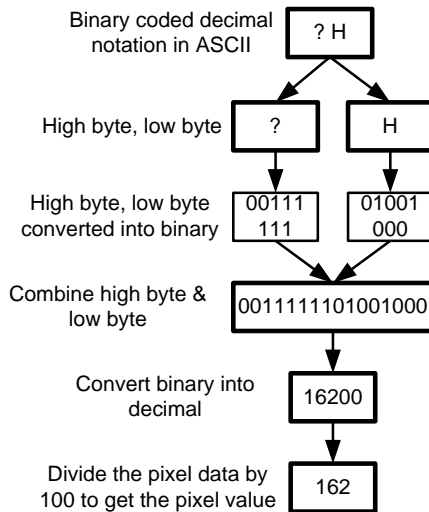 Binary coded decimal
notation in ASCII
? H
High byte, low byte
?
H
High byte, low byte
converted into binary
00111
111
01001
000
Combine high byte &
low byte
0011111101001000
Convert binary into
decimal
16200
Divide the pixel data by
100 to get the pixel value
162